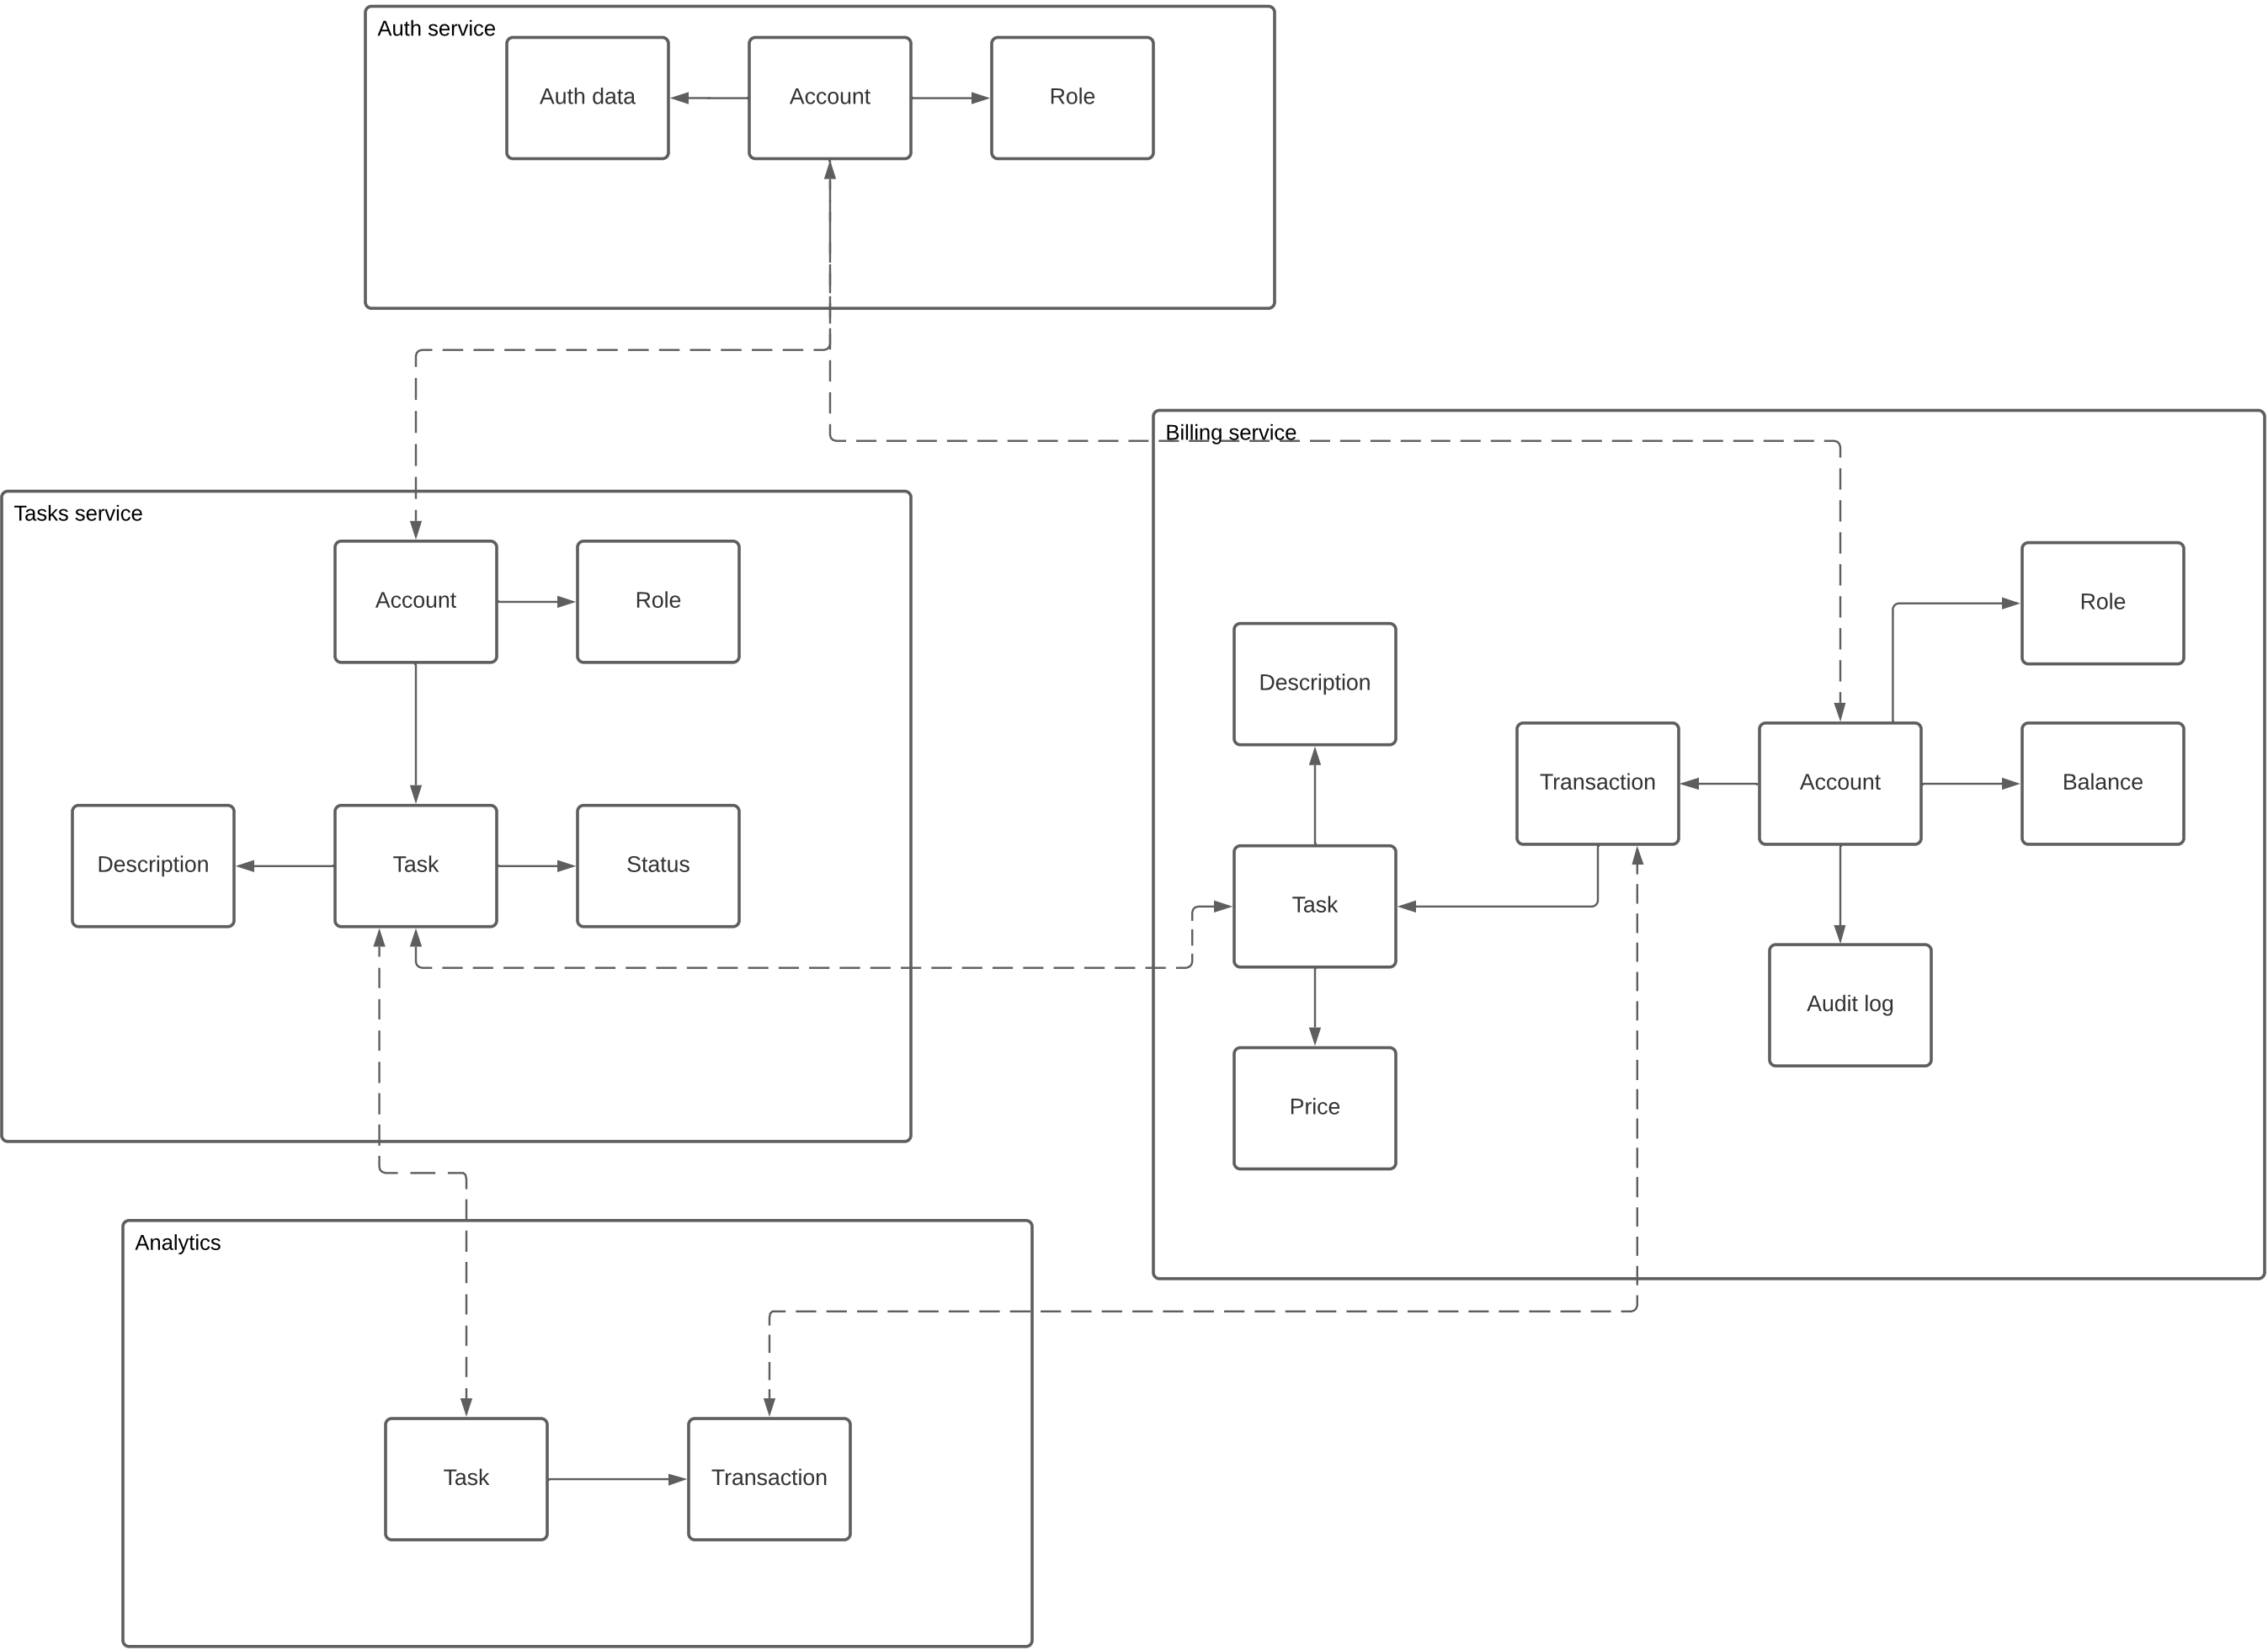 Auth service
Auth data
Account
Role
Billing service
Tasks service
Account
Role
Role
Description
Transaction
Account
Balance
Description
Task
Status
Task
Audit log
Price
Analytics
Task
Transaction